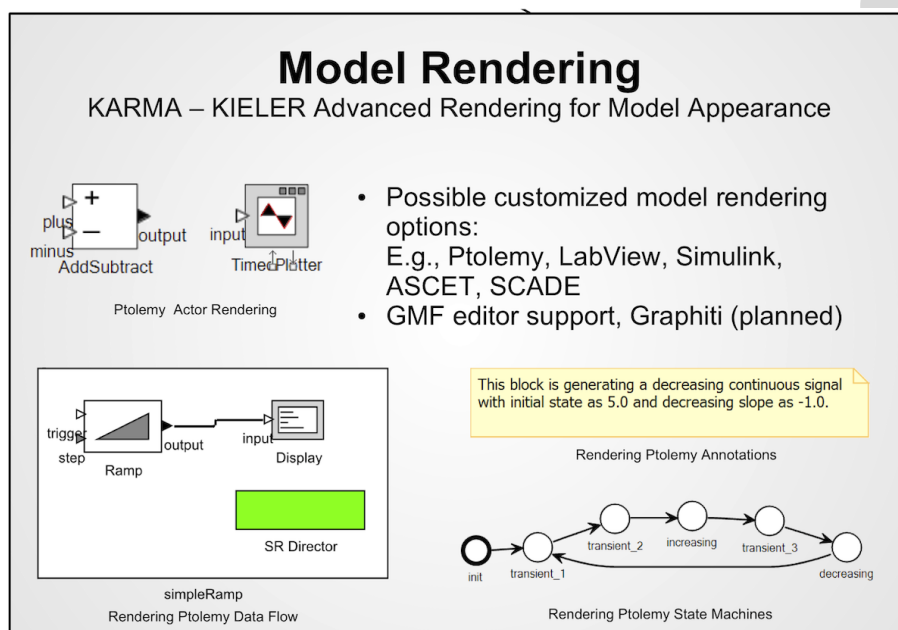 Model Rendering
KARMA – KIELER Advanced Rendering for Model Appearance
plus
minus
output
AddSubtract
input
TimedPlotter
Ptolemy Actor Rendering
• Possible customized model rendering
options:
E.g., Ptolemy, LabView, Simulink,
ASCET, SCADE
• GMF editor support, Graphiti (planned)
trigger
step
output
Ramp
input
Display
SR Director
simpleRamp
Rendering Ptolemy Data Flow
This block is generating a decreasing continuous signal
with initial state as 5.0 and decreasing slope as -1.0.
Rendering Ptolemy Annotations
init
transient_1
transient_2
increasing
transient_3
decreasing
Rendering Ptolemy State Machines